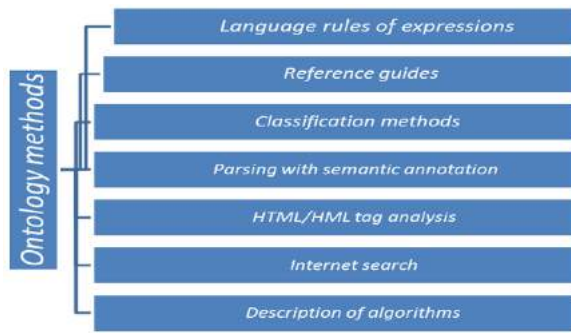 Ontology methods
Language rules of expressions
Reference guides
Classification methods
Parsing with semantic annotation
HTML/HML tag analysis
Internet search
Description of algorithms